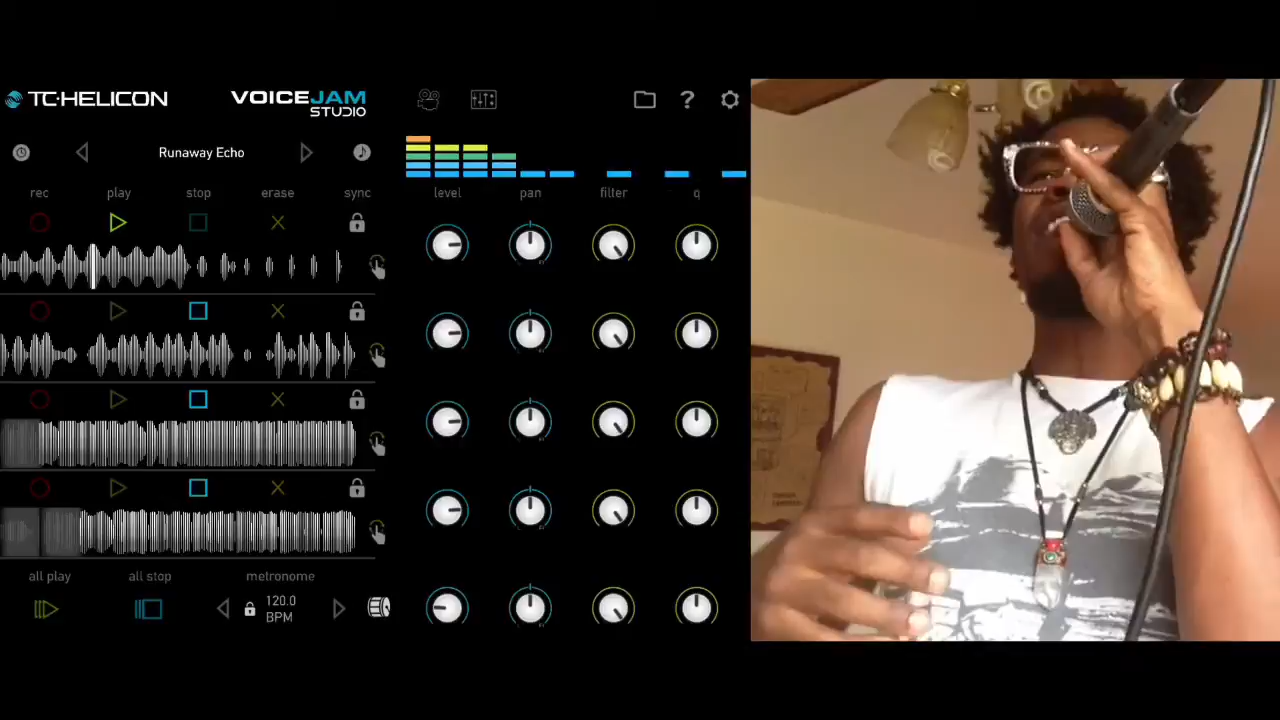 TC·HELICON
VOICEJAM
STUDIO
?
Runaway Echo
rec play stop erase sync
level pan filter q
all play all stop metronome
120.0
BPM